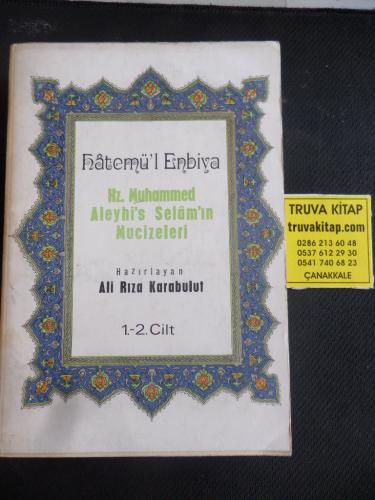 Hâtemü'l Enbiya
Hz. Muhammed
Aleyhi's Selâm'ın
Mucizeleri
Hazırlayan
Ali Rıza Karabulut
1.-2. Cilt
TRUVA KİTAP
truvakitap.com
0286 213 60 48
0537 612 29 30
0541 740 68 23
ÇANAKKALE